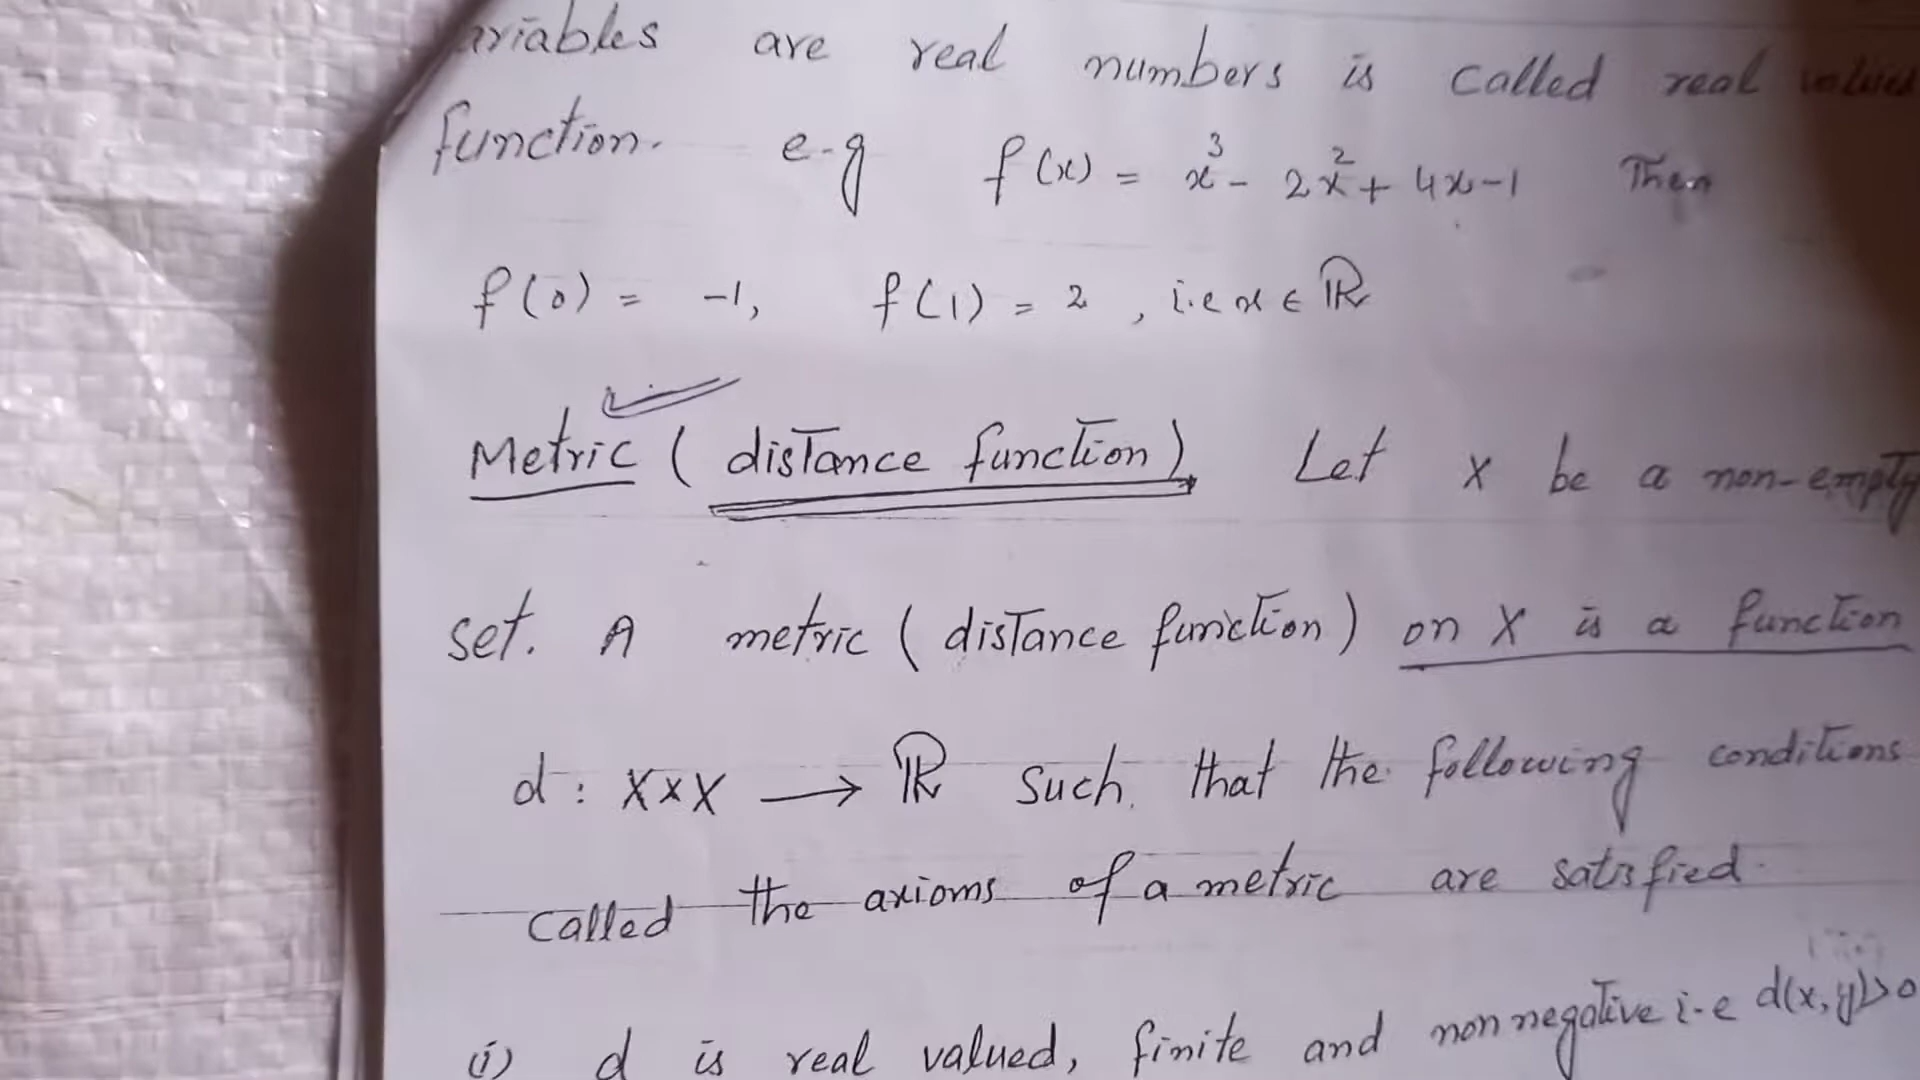 ariables are real numbers is called real valued
function. e-g f(x) = x³ - 2x² + 4x-1 Then
f(0) = -1, f(1) = 2, i.e x ∈ ℝ
Metric (distance function) Let X be a non-empty
set. A metric (distance function) on X is a function
d: X×X ⟶ ℝ such that the following conditions
called the axioms of a metric are satisfied.
(i) d is real valued, finite and non negative i-e d(x,y)>0